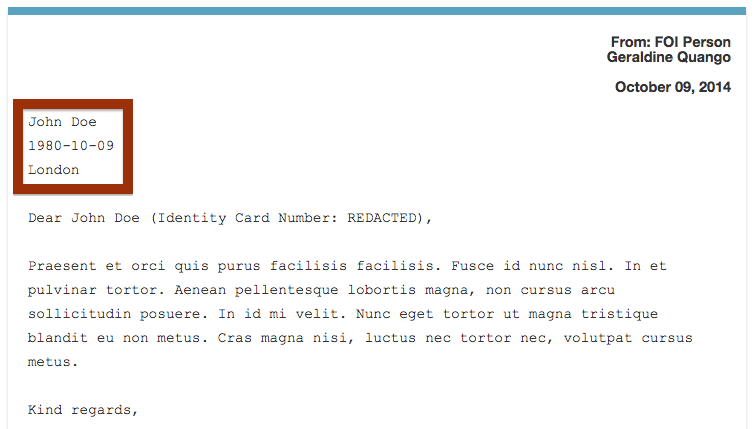 From: FOI Person
Geraldine Quango
October 09, 2014
John Doe
1980-10-09
London
Dear John Doe (Identity Card Number: REDACTED),
Praesent et orci quis purus facilisis facilisis. Fusce id nunc nisl. In et
pulvinar tortor. Aenean pellentesque lobortis magna, non cursus arcu
sollicitudin posuere. In id mi velit. Nunc eget tortor ut magna tristique
blandit eu non metus. Cras magna nisi, luctus nec tortor nec, volutpat cursus
metus.
Kind regards,